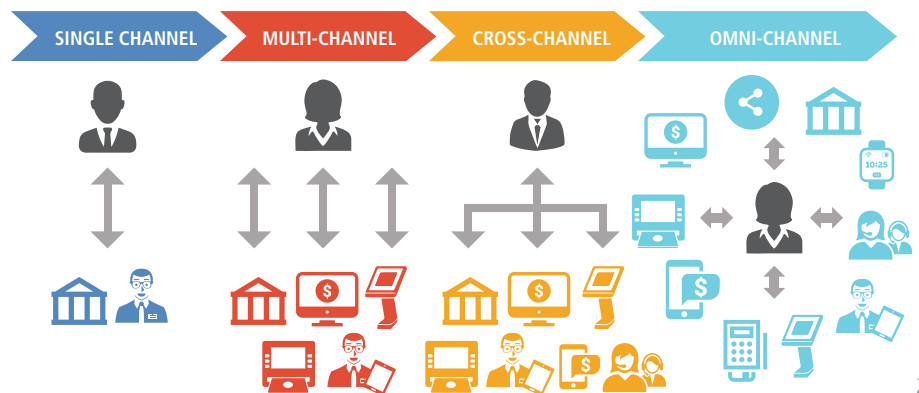 SINGLE CHANNEL
MULTI-CHANNEL
CROSS-CHANNEL
OMNI-CHANNEL
$
10:25
$
$
$
$